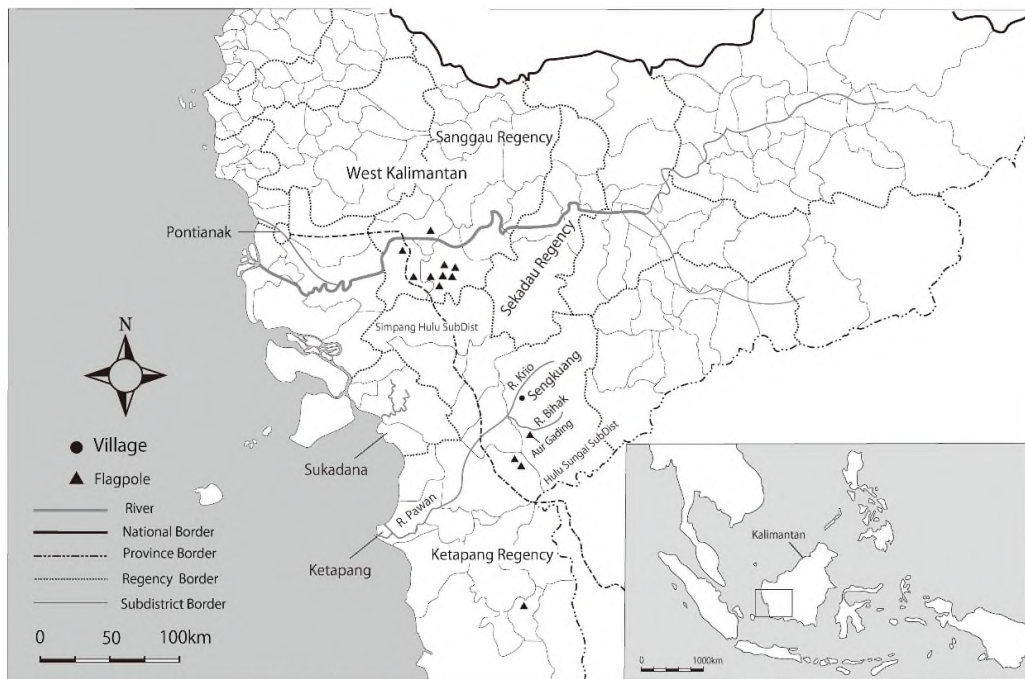 Sanggau Regency
West Kalimantan
Pontianak
Sekadau Regency
Simpang Hulu SubDist
R. Krio
Sengkuang
R. Bihak
Aur Gading
Hulu Sungai SubDist
N
Village
Flagpole
River
National Border
Province Border
Regency Border
Subdistrict Border
0 50 100km
Sukadana
R. Pawan
Ketapang
Ketapang Regency
Kalimantan
0 1000km